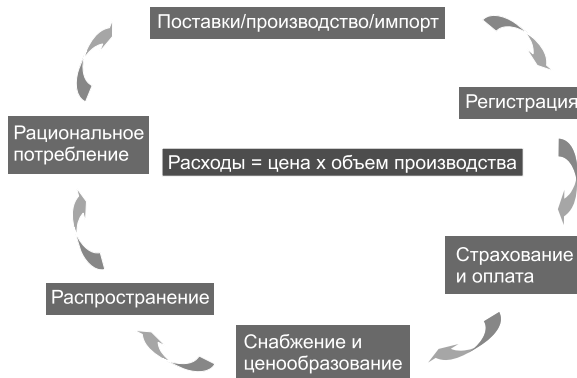 Поставки/производство/импорт
Регистрация
Рациональное
потребление
Расходы = цена х объем производства
Страхование
и оплата
Распространение
Снабжение и
ценообразование